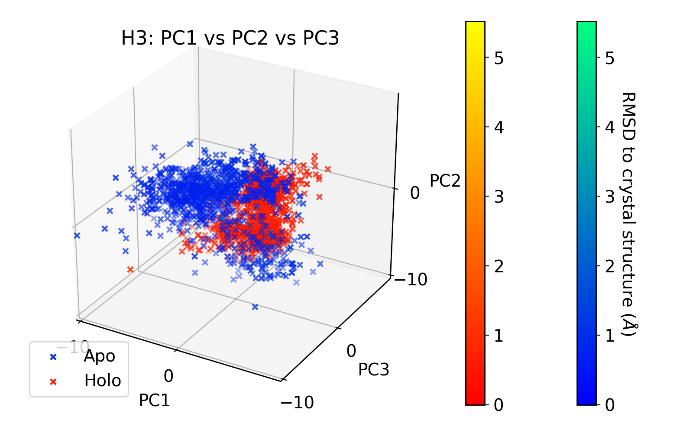 H3: PC1 vs PC2 vs PC3
5
4
3
2
1
0
5
4
3
2
1
0
RMSD to crystal structure (Å)
PC2
0
−10
0
PC3
−10
−10
0
PC1
Apo
Holo